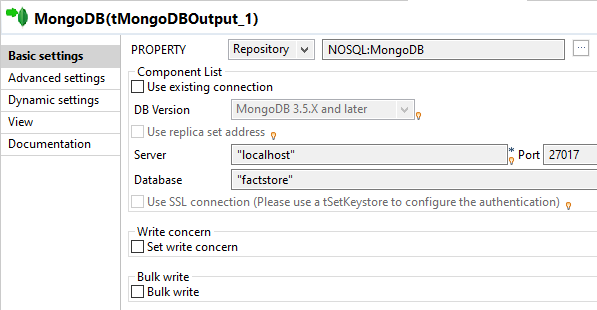 MongoDB(tMongoDBOutput_1)
Basic settings
Advanced settings
Dynamic settings
View
Documentation
PROPERTY Repository NOSQL:MongoDB ...
Component List
Use existing connection
DB Version MongoDB 3.5.X and later
Use replica set address
Server "localhost" * Port 27017
Database "factstore"
Use SSL connection (Please use a tSetKeystore to configure the authentication)
Write concern
Set write concern
Bulk write
Bulk write